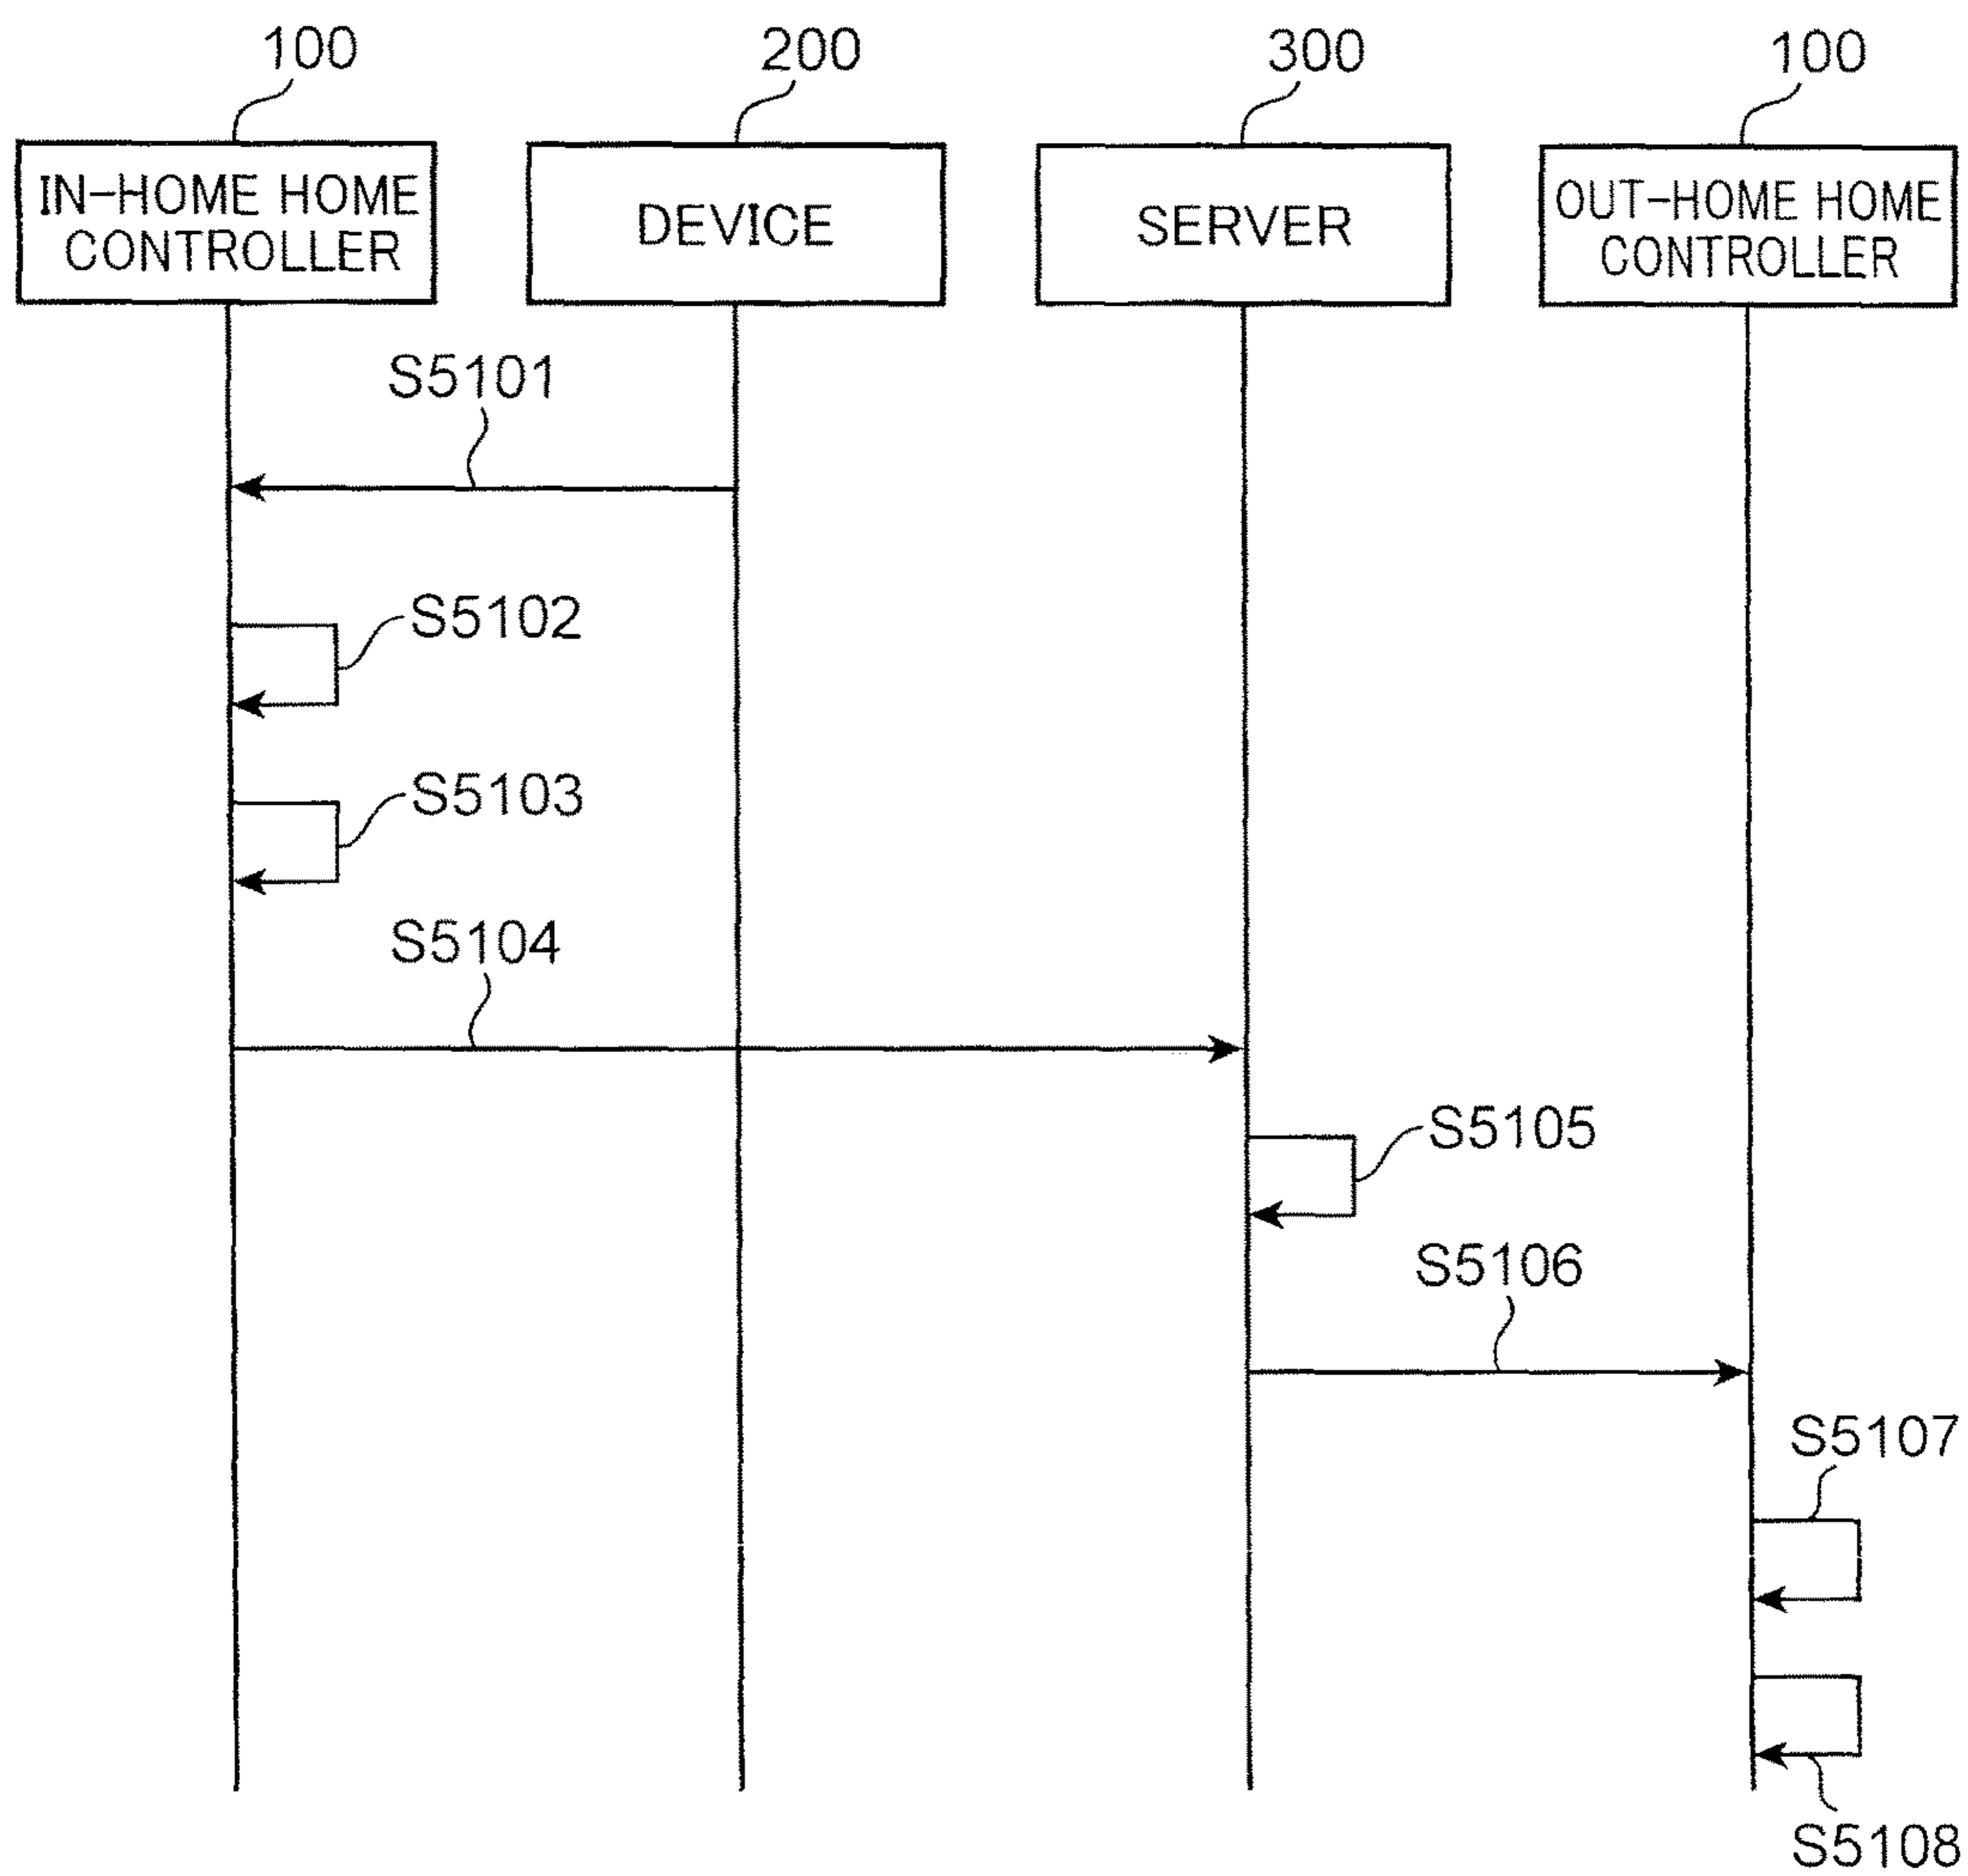 100
200
300
100
IN-HOME HOME
CONTROLLER
DEVICE
SERVER
OUT-HOME HOME
CONTROLLER
S5101
S5102
S5103
S5104
S5105
S5106
S5107
S5108